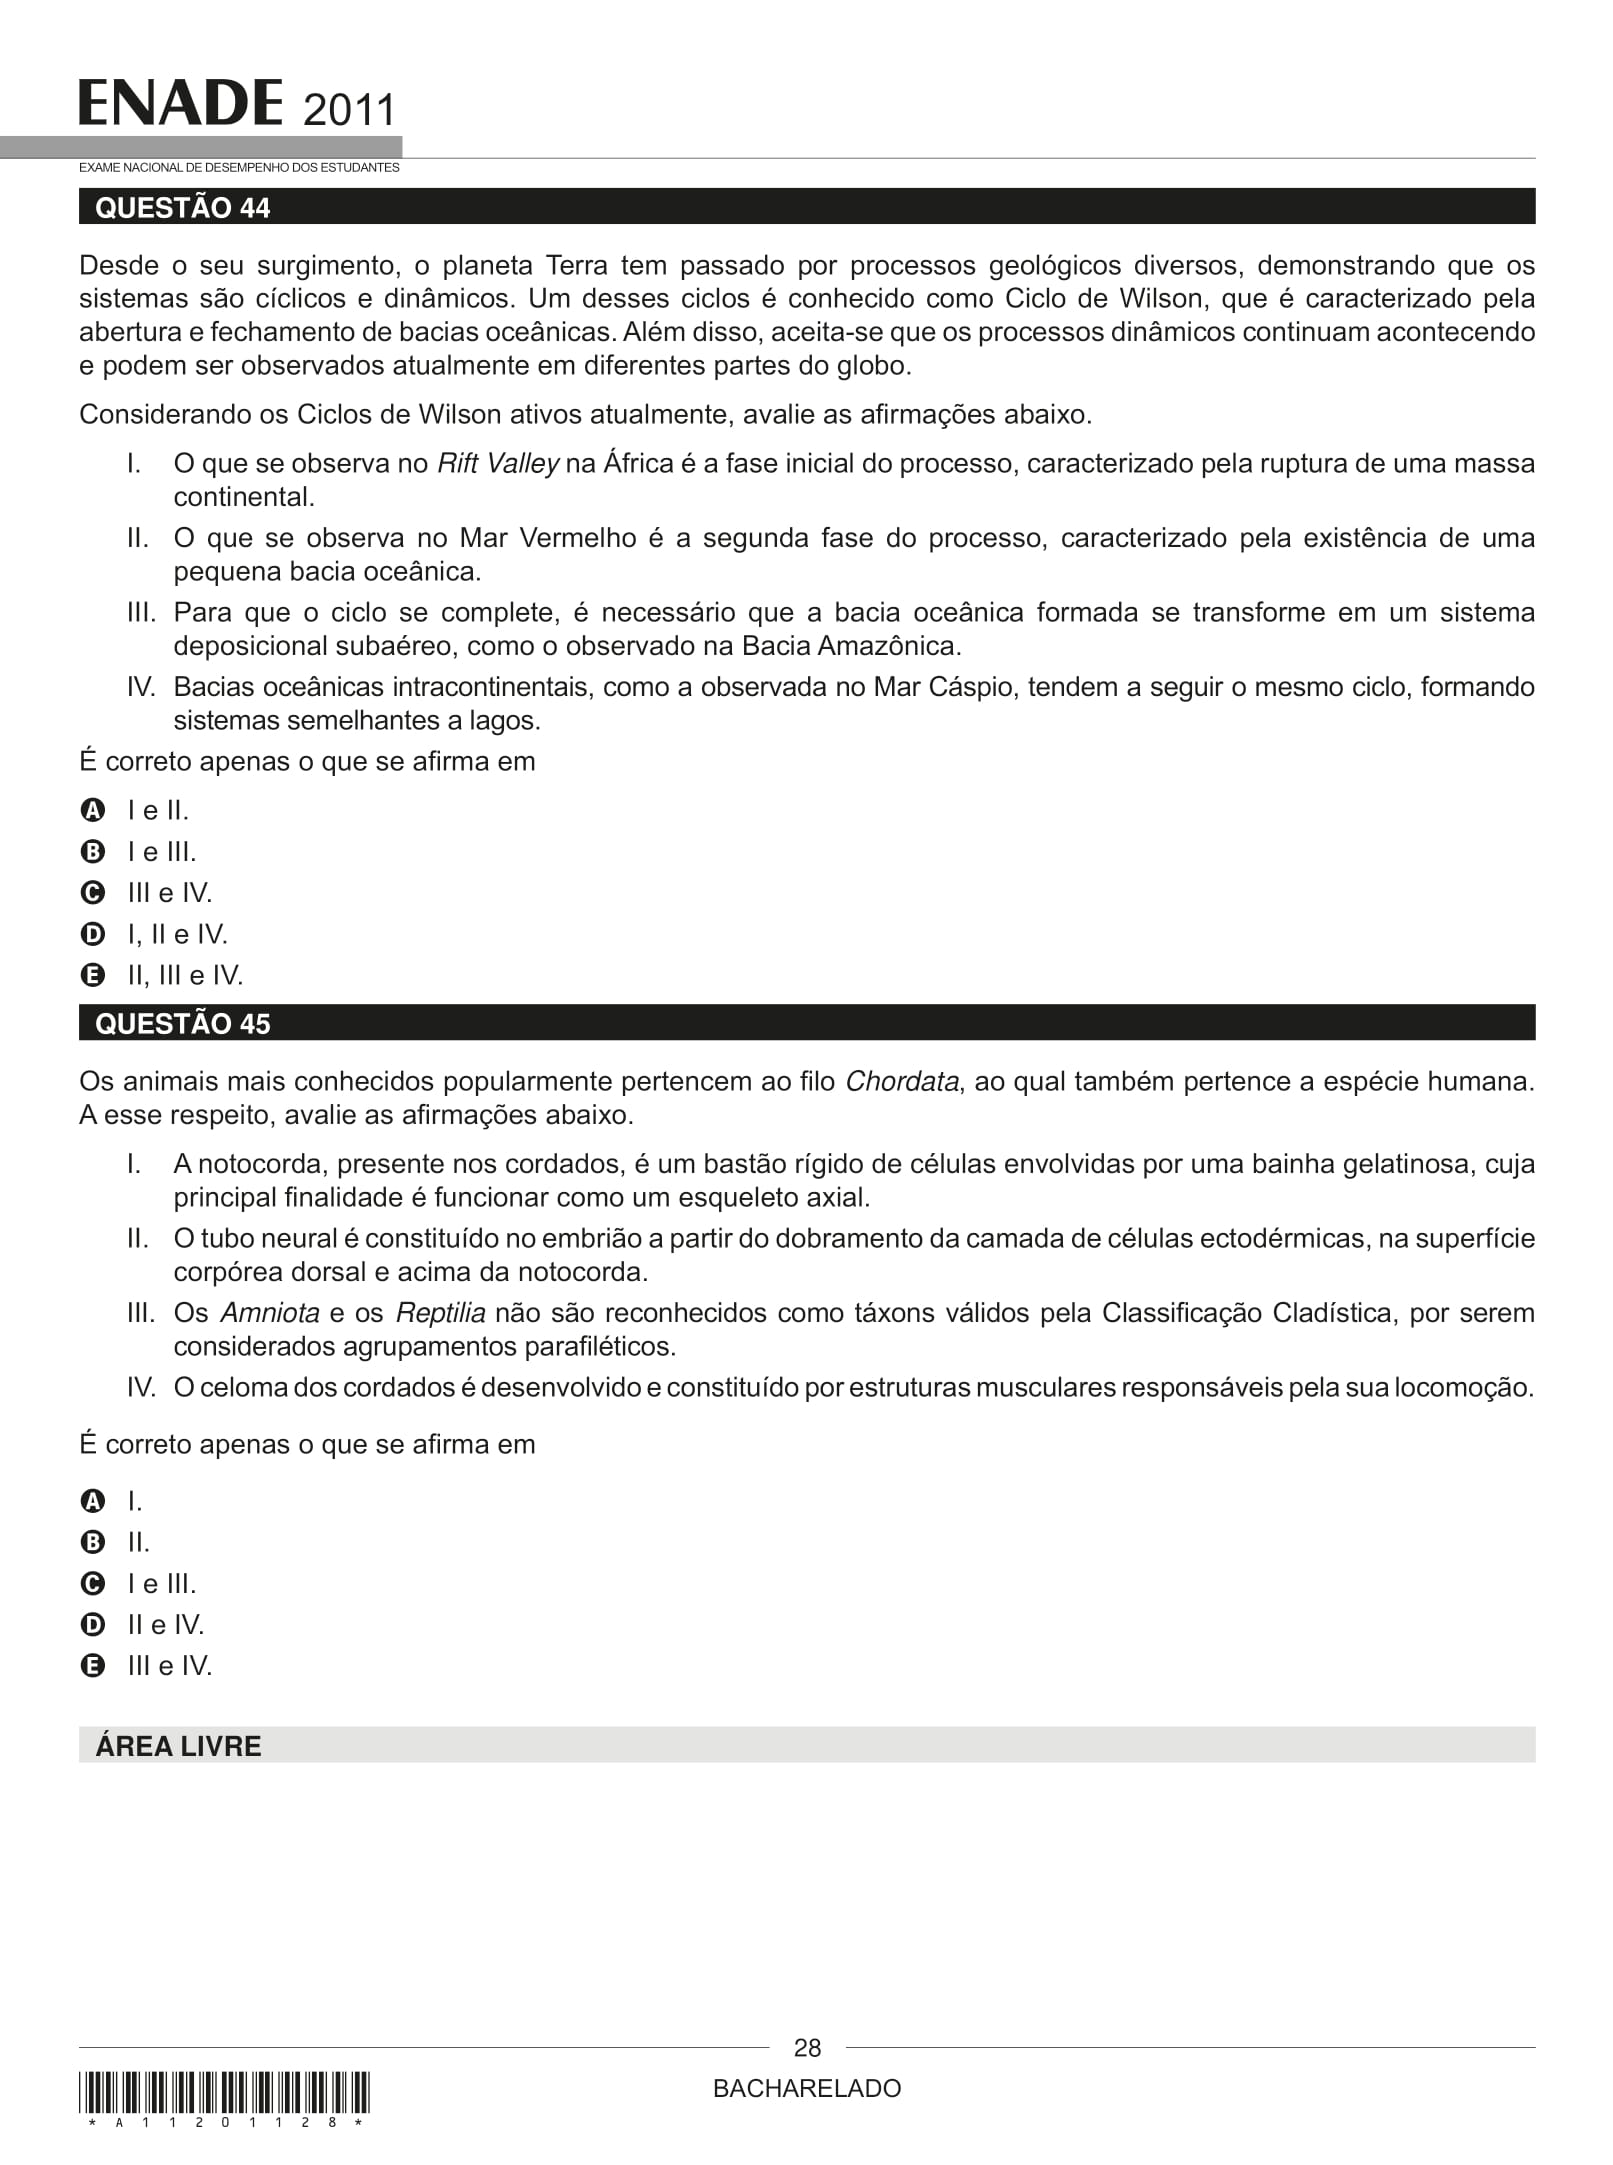 ENADE 2011
EXAME NACIONAL DE DESEMPENHO DOS ESTUDANTES
QUESTÃO 44
Desde o seu surgimento, o planeta Terra tem passado por processos geológicos diversos, demonstrando que os
sistemas são cíclicos e dinâmicos. Um desses ciclos é conhecido como Ciclo de Wilson, que é caracterizado pela
abertura e fechamento de bacias oceânicas. Além disso, aceita-se que os processos dinâmicos continuam acontecendo
e podem ser observados atualmente em diferentes partes do globo.
Considerando os Ciclos de Wilson ativos atualmente, avalie as afirmações abaixo.
I. O que se observa no Rift Valley na África é a fase inicial do processo, caracterizado pela ruptura de uma massa
continental.
II. O que se observa no Mar Vermelho é a segunda fase do processo, caracterizado pela existência de uma
pequena bacia oceânica.
III. Para que o ciclo se complete, é necessário que a bacia oceânica formada se transforme em um sistema
deposicional subaéreo, como o observado na Bacia Amazônica.
IV. Bacias oceânicas intracontinentais, como a observada no Mar Cáspio, tendem a seguir o mesmo ciclo, formando
sistemas semelhantes a lagos.
É correto apenas o que se afirma em
A I e II.
B I e III.
C III e IV.
D I, II e IV.
E II, III e IV.
QUESTÃO 45
Os animais mais conhecidos popularmente pertencem ao filo Chordata, ao qual também pertence a espécie humana.
A esse respeito, avalie as afirmações abaixo.
I. A notocorda, presente nos cordados, é um bastão rígido de células envolvidas por uma bainha gelatinosa, cuja
principal finalidade é funcionar como um esqueleto axial.
II. O tubo neural é constituído no embrião a partir do dobramento da camada de células ectodérmicas, na superfície
corpórea dorsal e acima da notocorda.
III. Os Amniota e os Reptilia não são reconhecidos como táxons válidos pela Classificação Cladística, por serem
considerados agrupamentos parafiléticos.
IV. O celoma dos cordados é desenvolvido e constituído por estruturas musculares responsáveis pela sua locomoção.
É correto apenas o que se afirma em
A I.
B II.
C I e III.
D II e IV.
E III e IV.
ÁREA LIVRE
28
BACHARELADO
* A 1 1 2 0 1 1 2 8 *